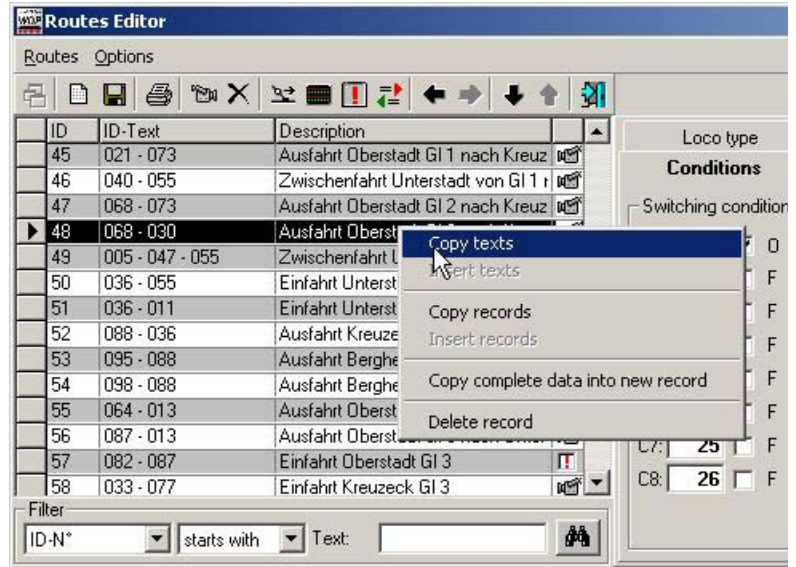 WDP Routes Editor
Routes Options
ID ID-Text Description
45 021 - 073 Ausfahrt Oberstadt Gl 1 nach Kreuz
46 040 - 055 Zwischenfahrt Unterstadt von Gl 1 r
47 068 - 073 Ausfahrt Oberstadt Gl 2 nach Kreuz
48 068 - 030 Ausfahrt Oberst
49 005 - 047 - 055 Zwischenfahrt
50 036 - 055 Einfahrt Unterst
51 036 - 011 Einfahrt Unterst
52 088 - 036 Ausfahrt Kreuze
53 095 - 088 Ausfahrt Berghe
54 098 - 088 Ausfahrt Berghe
55 064 - 013 Ausfahrt Oberst
56 087 - 013 Ausfahrt Oberst
57 082 - 087 Einfahrt Oberstadt Gl 3
58 033 - 077 Einfahrt Kreuzeck Gl 3
Copy texts
Insert texts
Copy records
Insert records
Copy complete data into new record
Delete record
Filter
ID-N° starts with Text:
Loco type
Conditions
Switching condition
O
F
F
F
F
C7: 25 F
C8: 26 F